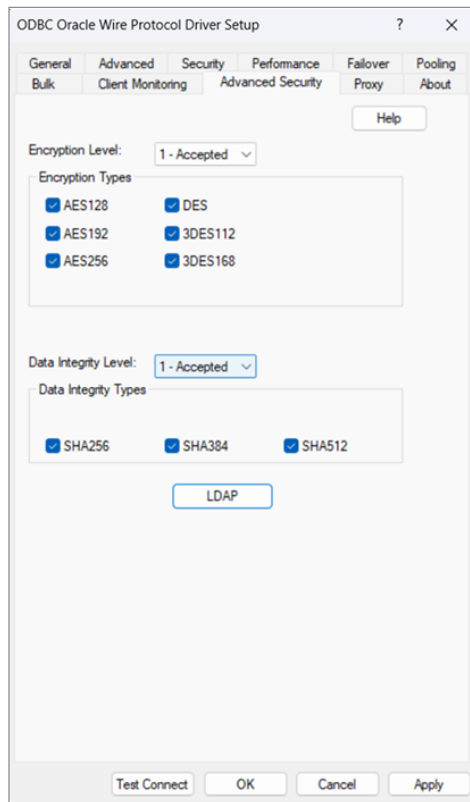 ODBC Oracle Wire Protocol Driver Setup ? ×
General Advanced Security Performance Failover Pooling
Bulk Client Monitoring Advanced Security Proxy About
Help
Encryption Level: 1 - Accepted
Encryption Types
AES128 DES
AES192 3DES112
AES256 3DES168
Data Integrity Level: 1 - Accepted
Data Integrity Types
SHA256 SHA384 SHA512
LDAP
Test Connect OK Cancel Apply